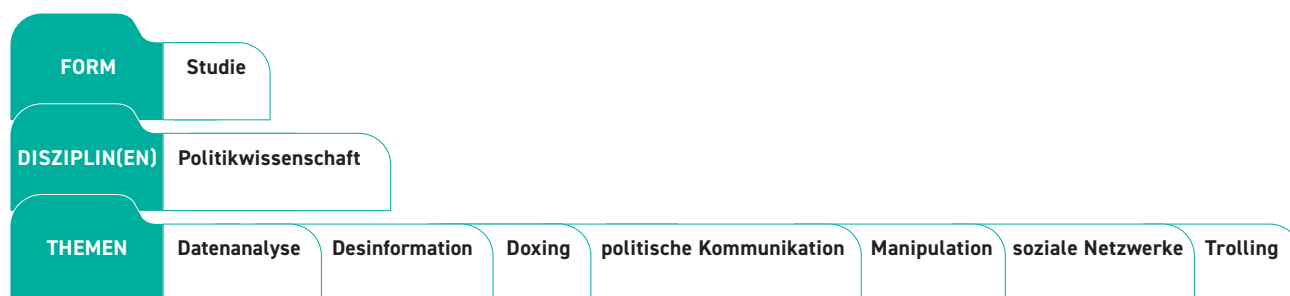 FORM Studie
DISZIPLIN(EN) Politikwissenschaft
THEMEN Datenanalyse Desinformation Doxing politische Kommunikation Manipulation soziale Netzwerke Trolling